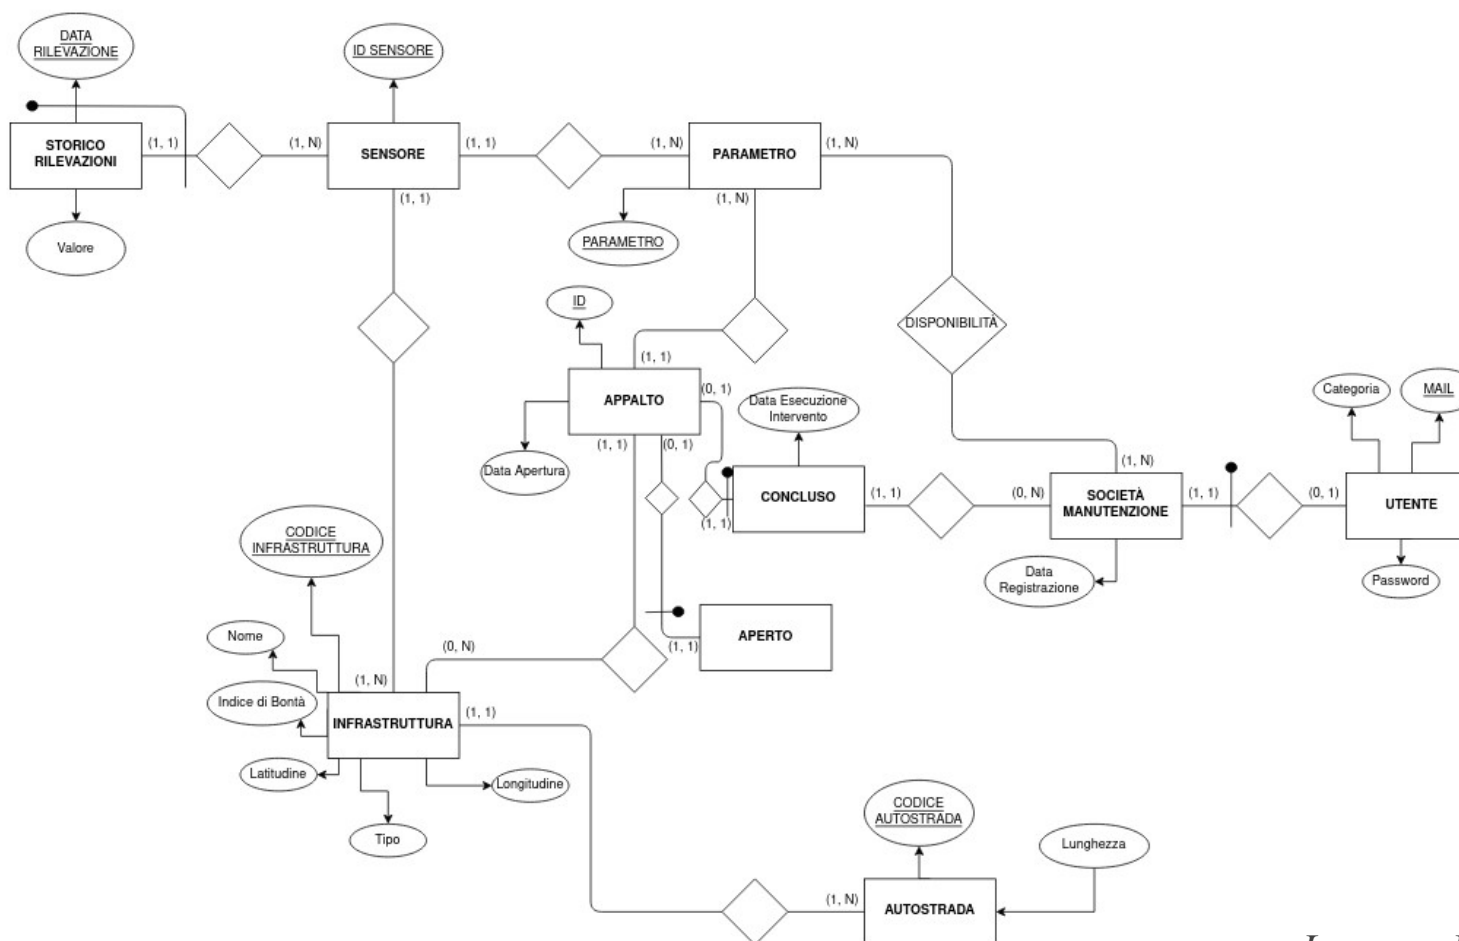 DATA
RILEVAZIONE
ID SENSORE
(1, 1)
(1, N)
(1, 1)
(1, N)
(1, N)
STORICO
RILEVAZIONI
SENSORE
PARAMETRO
(1, 1)
(1, N)
Valore
PARAMETRO
ID
DISPONIBILITÀ
(1, 1)
(0, 1)
APPALTO
Data Esecuzione
Intervento
Categoria
MAIL
(1, 1)
(0, 1)
Data Apertura
(1, N)
CONCLUSO
(1, 1)
(0, N)
SOCIETÀ
MANUTENZIONE
(1, 1)
(0, 1)
UTENTE
(1, 1)
CODICE
INFRASTRUTTURA
Data
Registrazione
Password
Nome
(0, N)
(1, 1)
APERTO
(1, N)
Indice di Bontà
INFRASTRUTTURA
(1, 1)
Latitudine
Longitudine
Tipo
CODICE
AUTOSTRADA
Lunghezza
(1, N)
AUTOSTRADA